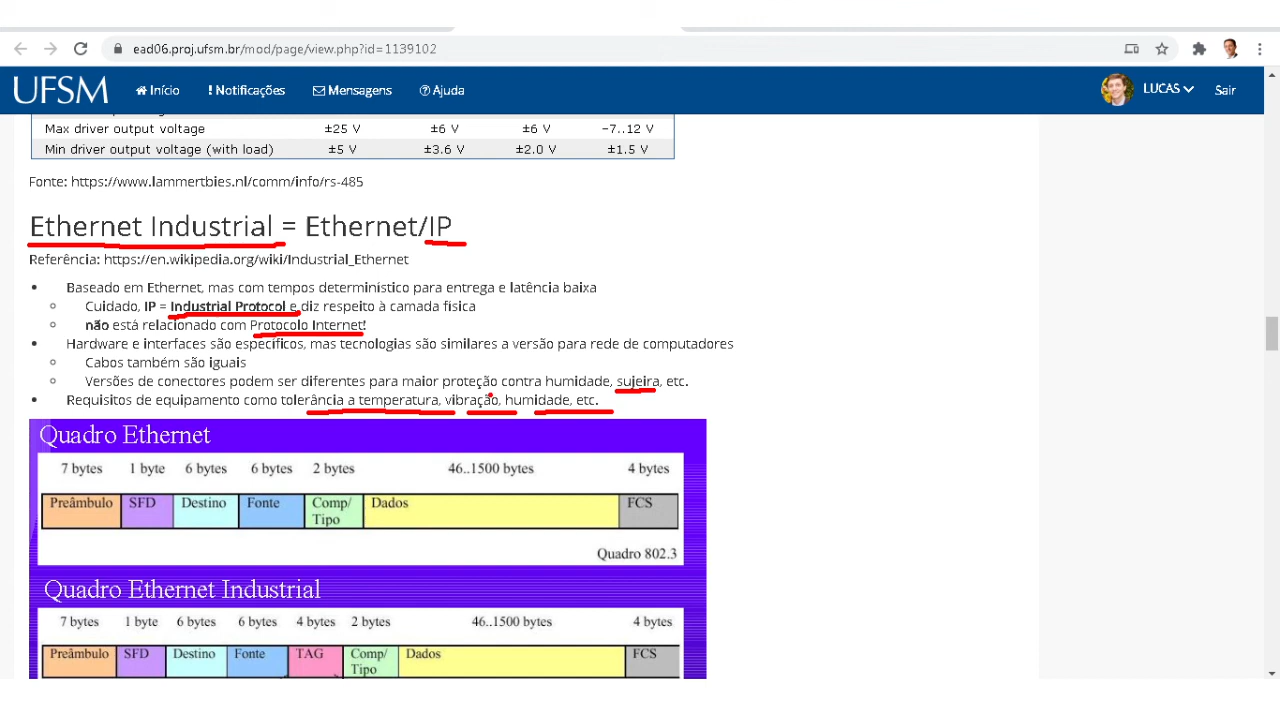 ead06.proj.ufsm.br/mod/page/view.php?id=1139102
UFSM Início Notificações Mensagens Ajuda LUCAS Sair
Max driver output voltage ±25 V ±6 V ±6 V –7..12 V
Min driver output voltage (with load) ±5 V ±3.6 V ±2.0 V ±1.5 V
Fonte: https://www.lammertbies.nl/comm/info/rs-485
Ethernet Industrial = Ethernet/IP
Referência: https://en.wikipedia.org/wiki/Industrial_Ethernet
Baseado em Ethernet, mas com tempos determinístico para entrega e latência baixa
Cuidado, IP = Industrial Protocol e diz respeito à camada física
não está relacionado com Protocolo Internet!
Hardware e interfaces são específicos, mas tecnologias são similares a versão para rede de computadores
Cabos também são iguais
Versões de conectores podem ser diferentes para maior proteção contra humidade, sujeira, etc.
Requisitos de equipamento como tolerância a temperatura, vibração, humidade, etc.
Quadro Ethernet
7 bytes 1 byte 6 bytes 6 bytes 2 bytes 46..1500 bytes 4 bytes
Preâmbulo SFD Destino Fonte Comp/ Dados FCS
Tipo
Quadro 802.3
Quadro Ethernet Industrial
7 bytes 1 byte 6 bytes 6 bytes 4 bytes 2 bytes 46..1500 bytes 4 bytes
Preâmbulo SFD Destino Fonte TAG Comp/ Dados FCS
Tipo